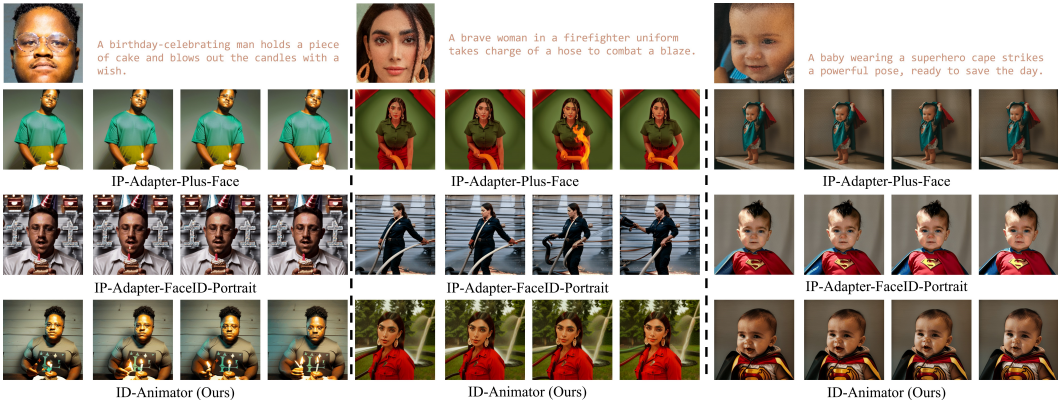 A birthday-celebrating man holds a piece
of cake and blows out the candles with a
wish.
IP-Adapter-Plus-Face
IP-Adapter-FaceID-Portrait
ID-Animator (Ours)
A brave woman in a firefighter uniform
takes charge of a hose to combat a blaze.
IP-Adapter-Plus-Face
IP-Adapter-FaceID-Portrait
ID-Animator (Ours)
A baby wearing a superhero cape strikes
a powerful pose, ready to save the day.
IP-Adapter-Plus-Face
IP-Adapter-FaceID-Portrait
ID-Animator (Ours)